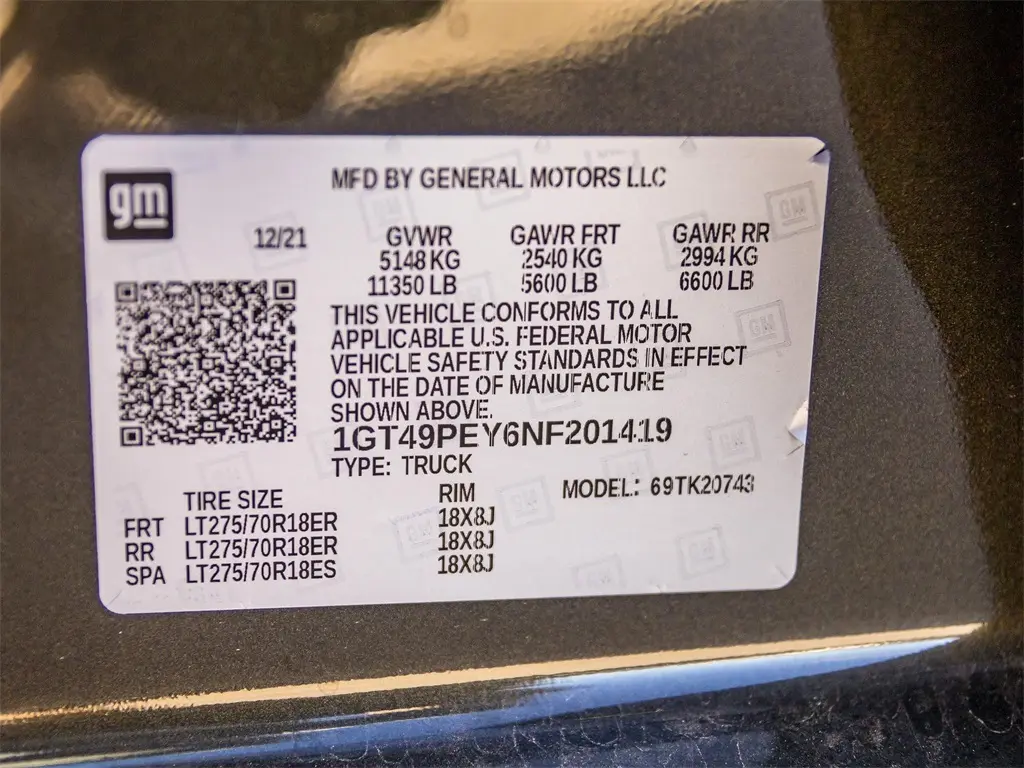 gm
MFD BY GENERAL MOTORS LLC
12/21 GVWR GAWR FRT GAWR RR
5148 KG 2540 KG 2994 KG
11350 LB 5600 LB 6600 LB
THIS VEHICLE CONFORMS TO ALL
APPLICABLE U.S. FEDERAL MOTOR
VEHICLE SAFETY STANDARDS IN EFFECT
ON THE DATE OF MANUFACTURE
SHOWN ABOVE.
1GT49PEY6NF201419
TYPE: TRUCK
TIRE SIZE RIM MODEL: 69TK20743
FRT LT275/70R18ER 18X8J
RR LT275/70R18ER 18X8J
SPA LT275/70R18ES 18X8J